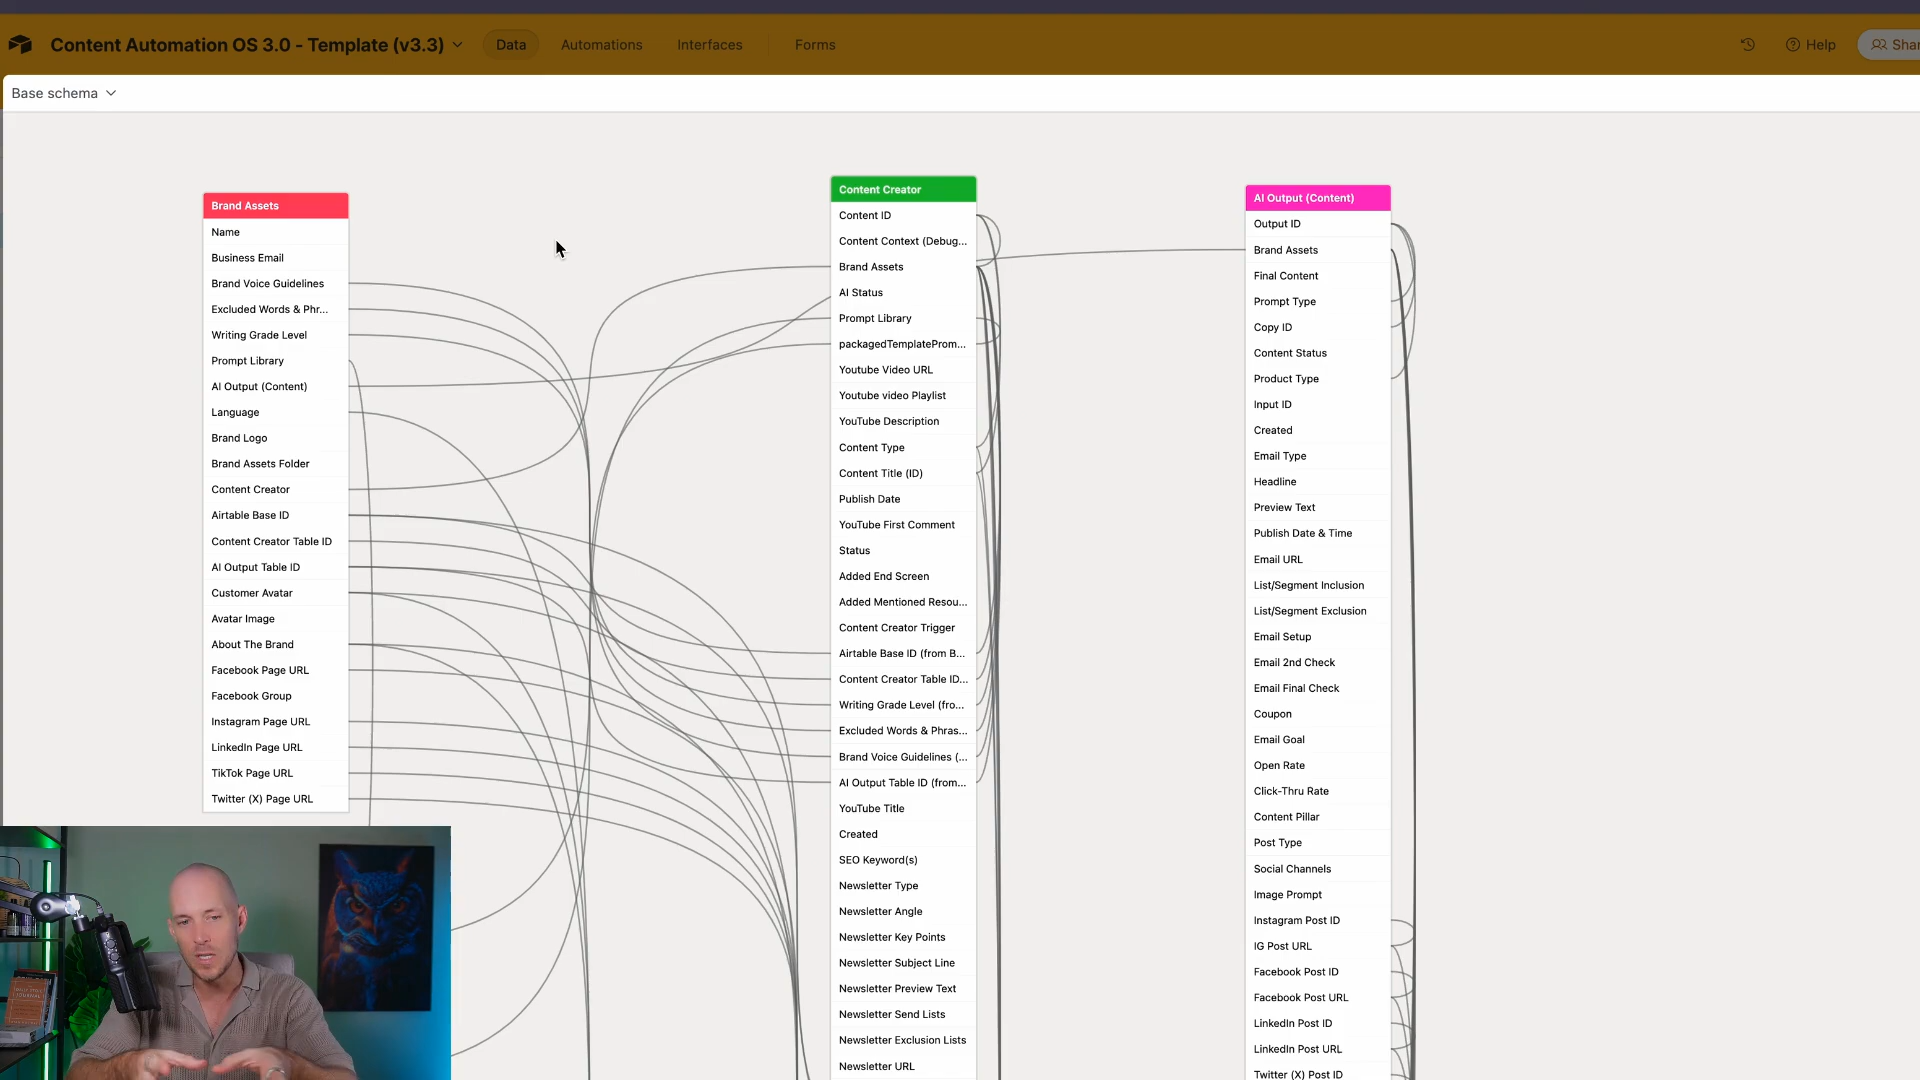 Content Automation OS 3.0 - Template (v3.3)
Data
Automations
Interfaces
Forms
Help
Shar
Base schema
Brand Assets
Name
Business Email
Brand Voice Guidelines
Excluded Words & Phr...
Writing Grade Level
Prompt Library
AI Output (Content)
Language
Brand Logo
Brand Assets Folder
Content Creator
Airtable Base ID
Content Creator Table ID
AI Output Table ID
Customer Avatar
Avatar Image
About The Brand
Facebook Page URL
Facebook Group
Instagram Page URL
LinkedIn Page URL
TikTok Page URL
Twitter (X) Page URL
Content Creator
Content ID
Content Context (Debug...
Brand Assets
AI Status
Prompt Library
packagedTemplateProm...
Youtube Video URL
Youtube video Playlist
YouTube Description
Content Type
Content Title (ID)
Publish Date
YouTube First Comment
Status
Added End Screen
Added Mentioned Resou...
Content Creator Trigger
Airtable Base ID (from B...
Content Creator Table ID...
Writing Grade Level (fro...
Excluded Words & Phras...
Brand Voice Guidelines (...
AI Output Table ID (from...
YouTube Title
Created
SEO Keyword(s)
Newsletter Type
Newsletter Angle
Newsletter Key Points
Newsletter Subject Line
Newsletter Preview Text
Newsletter Send Lists
Newsletter Exclusion Lists
Newsletter URL
AI Output (Content)
Output ID
Brand Assets
Final Content
Prompt Type
Copy ID
Content Status
Product Type
Input ID
Created
Email Type
Headline
Preview Text
Publish Date & Time
Email URL
List/Segment Inclusion
List/Segment Exclusion
Email Setup
Email 2nd Check
Email Final Check
Coupon
Email Goal
Open Rate
Click-Thru Rate
Content Pillar
Post Type
Social Channels
Image Prompt
Instagram Post ID
IG Post URL
Facebook Post ID
Facebook Post URL
LinkedIn Post ID
LinkedIn Post URL
Twitter (X) Post ID